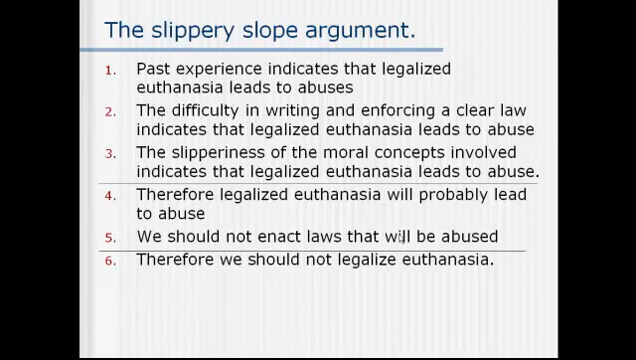 The slippery slope argument.
1. Past experience indicates that legalized
euthanasia leads to abuses
2. The difficulty in writing and enforcing a clear law
indicates that legalized euthanasia leads to abuse
3. The slipperiness of the moral concepts involved
indicates that legalized euthanasia leads to abuse.
4. Therefore legalized euthanasia will probably lead
to abuse
5. We should not enact laws that will be abused
6. Therefore we should not legalize euthanasia.